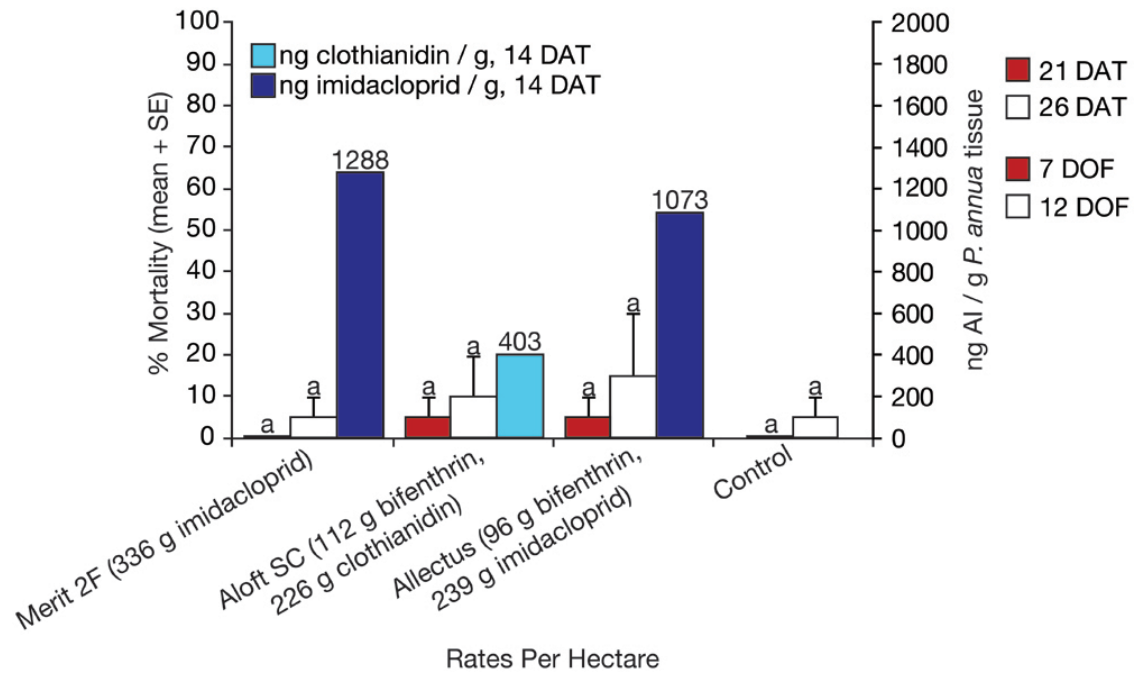 100
90
80
70
60
50
40
30
20
10
0
% Mortality (mean + SE)
ng clothianidin / g, 14 DAT
ng imidacloprid / g, 14 DAT
a
a
1288
a
a
403
a
a
1073
a
a
2000
1800
1600
1400
1200
1000
800
600
400
200
0
ng AI / g P. annua tissue
21 DAT
26 DAT
7 DOF
12 DOF
Merit 2F (336 g imidacloprid)
Aloft SC (112 g bifenthrin,
226 g clothianidin)
Allectus (96 g bifenthrin,
239 g imidacloprid)
Control
Rates Per Hectare